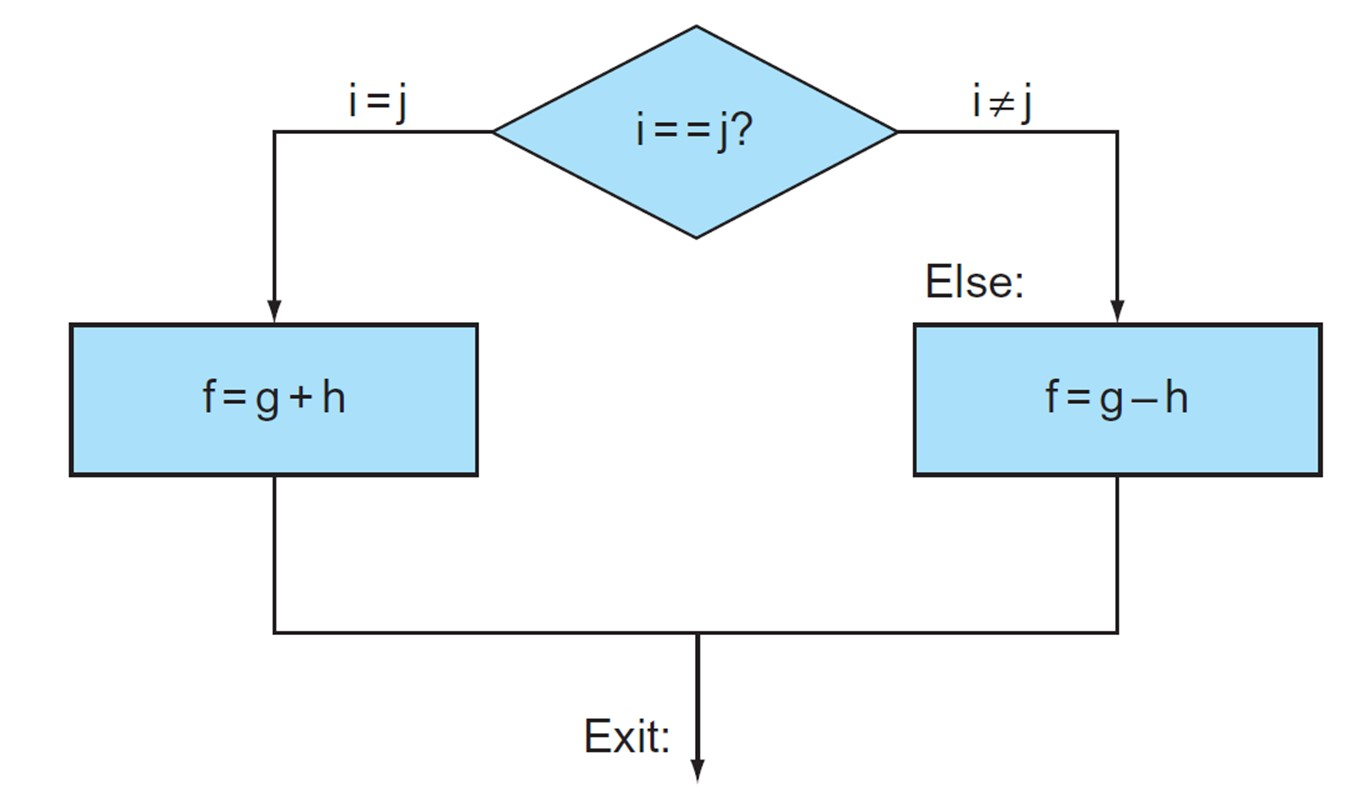 i = j
i = = j?
i ≠ j
Else:
f = g + h
f = g – h
Exit: